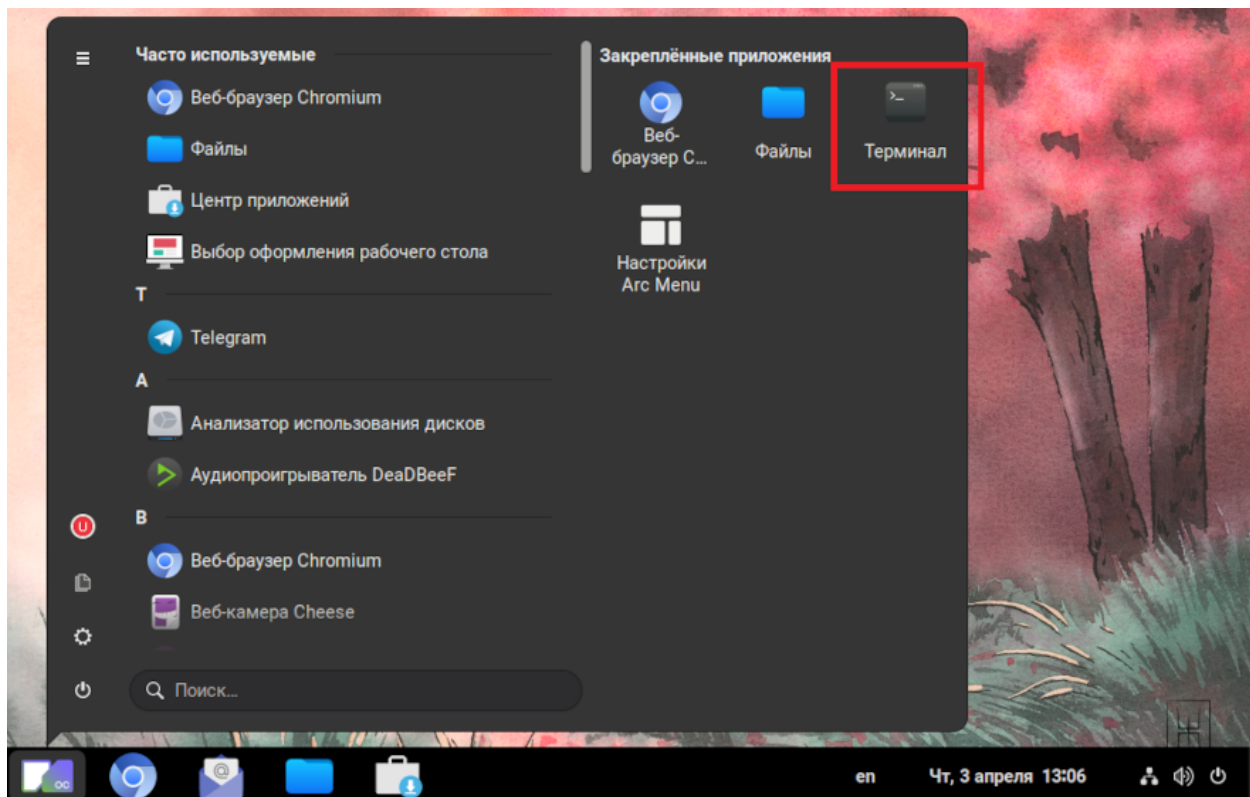 Часто используемые
Веб-браузер Chromium
Файлы
Центр приложений
Выбор оформления рабочего стола
T
Telegram
А
Анализатор использования дисков
Аудиопроигрыватель DeaDBeeF
В
Веб-браузер Chromium
Веб-камера Cheese
Поиск...
Закреплённые приложения
Веб-
браузер C...
Файлы
Терминал
Настройки
Arc Menu
en
Чт, 3 апреля 13:06